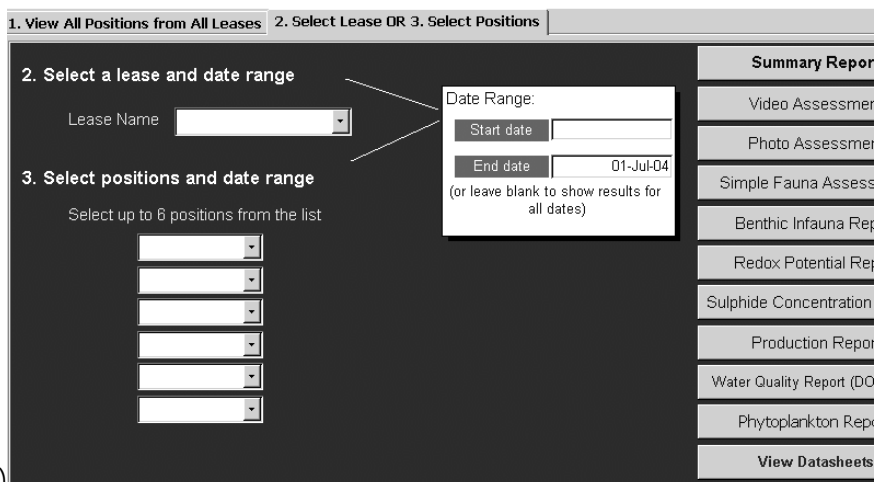 1. View All Positions from All Leases
2. Select Lease OR 3. Select Positions
2. Select a lease and date range
Lease Name
3. Select positions and date range
Select up to 6 positions from the list
Date Range:
Start date
End date 01-Jul-04
(or leave blank to show results for
all dates)
Summary Repor
Video Assessmer
Photo Assessmer
Simple Fauna Assess
Benthic Infauna Rep
Redox Potential Rep
Sulphide Concentration
Production Repor
Water Quality Report (DO
Phytoplankton Repo
View Datasheets
)